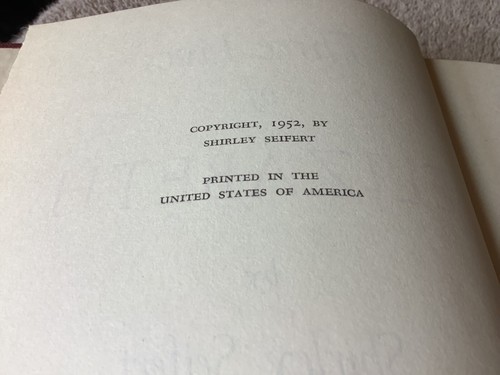 COPYRIGHT, 1952, BY
SHIRLEY SEIFERT
PRINTED IN THE
UNITED STATES OF AMERICA